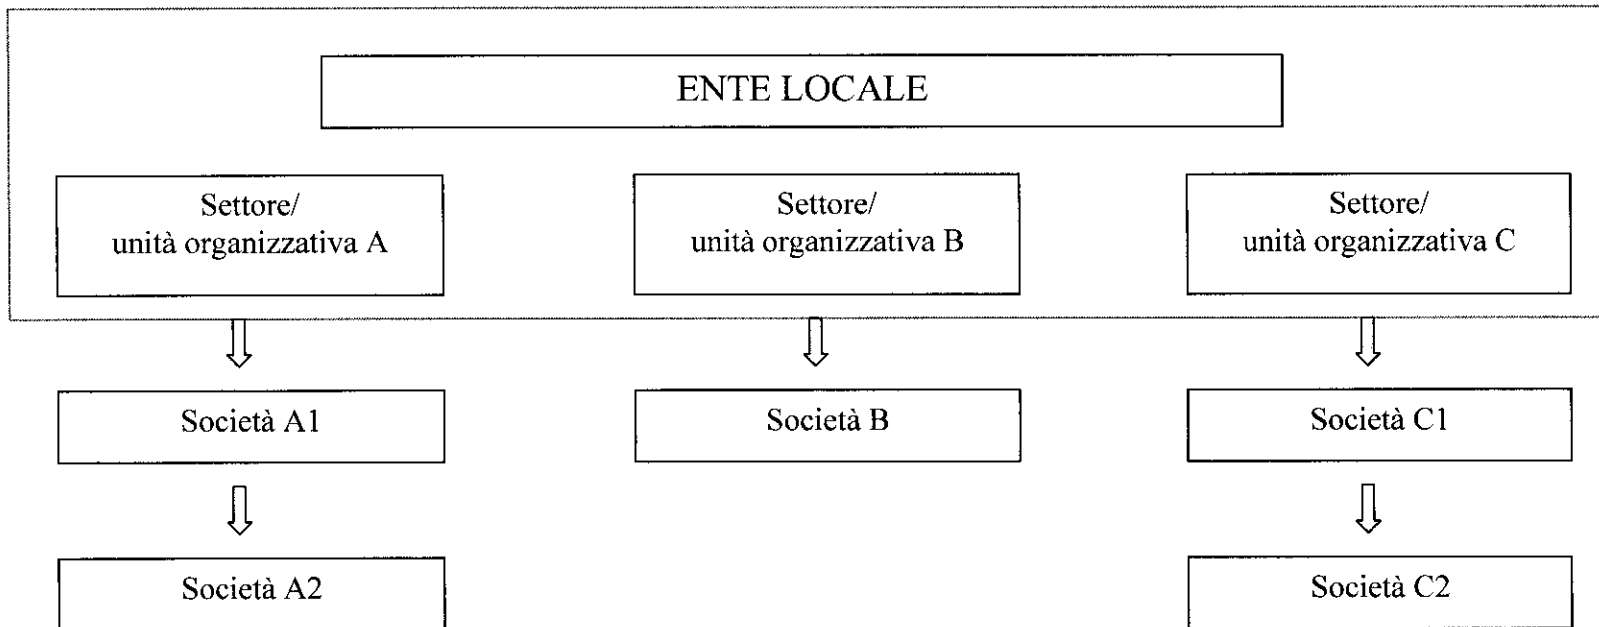 ENTE LOCALE
Settore/
unità organizzativa A
Settore/
unità organizzativa B
Settore/
unità organizzativa C
Società A1
Società B
Società C1
Società A2
Società C2